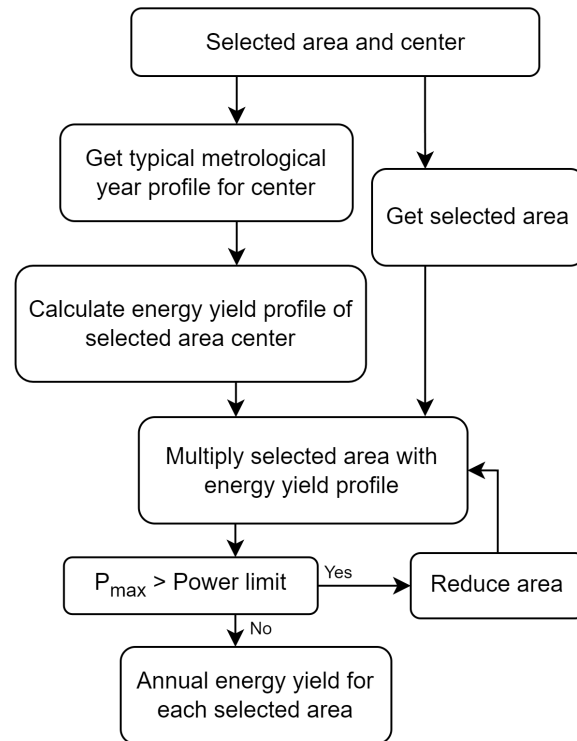 Selected area and center
Get typical metrological
year profile for center
Get selected area
Calculate energy yield profile of
selected area center
Multiply selected area with
energy yield profile
P_max > Power limit
Yes
Reduce area
No
Annual energy yield for
each selected area